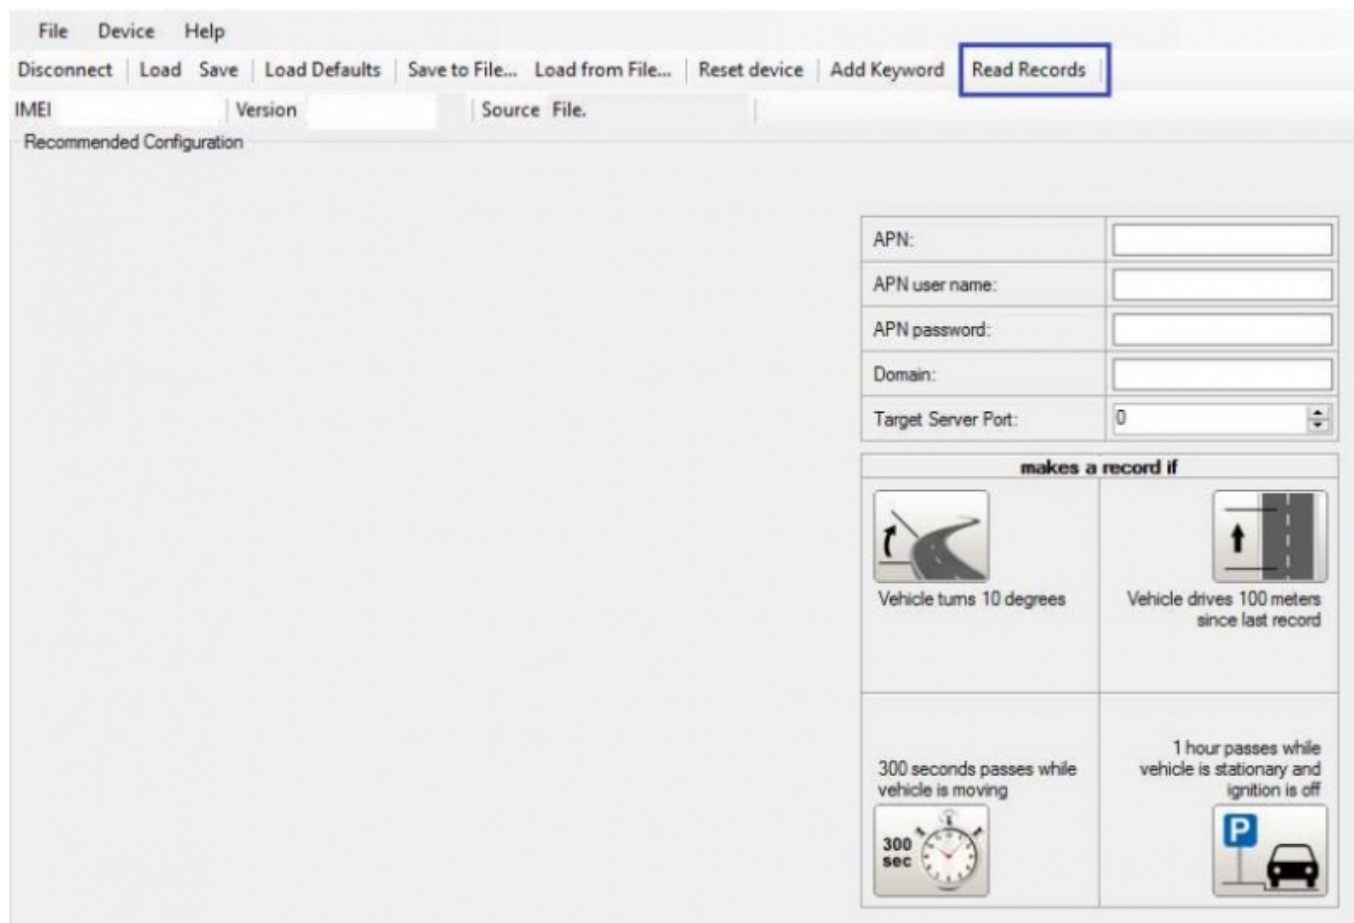 File Device Help
Disconnect Load Save Load Defaults Save to File... Load from File... Reset device Add Keyword Read Records
IMEI Version Source File.
Recommended Configuration
APN:
APN user name:
APN password:
Domain:
Target Server Port: 0
makes a record if
Vehicle turns 10 degrees
Vehicle drives 100 meters
since last record
300 seconds passes while
vehicle is moving
300
sec
1 hour passes while
vehicle is stationary and
ignition is off
P